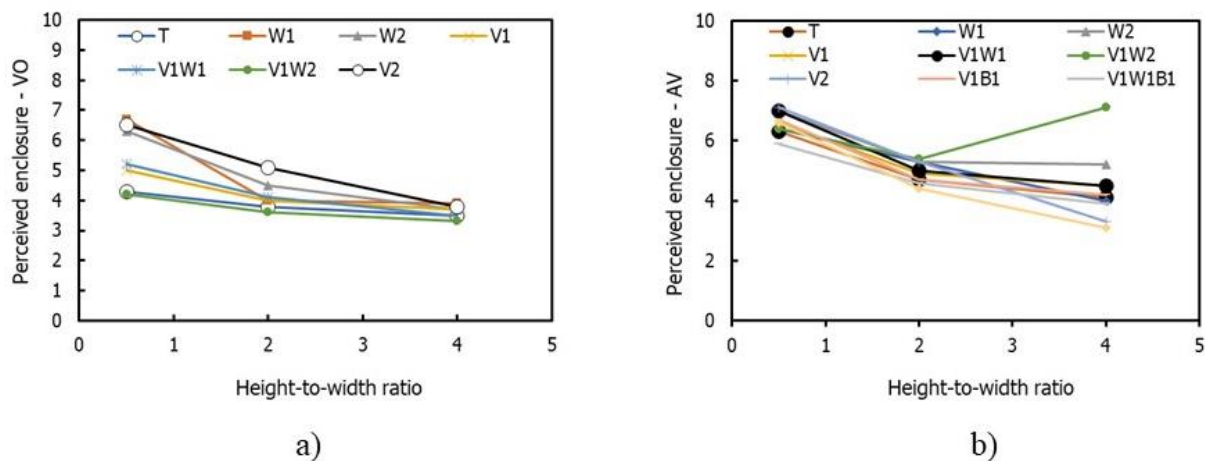 Perceived enclosure - VO
10
9
8
7
6
5
4
3
2
1
0
T W1 W2 V1
V1W1 V1W2 V2
0 1 2 3 4 5
Height-to-width ratio
a)
Perceived enclosure - AV
10
8
6
4
2
0
T W1 W2
V1 V1W1 V1W2
V2 V1B1 V1W1B1
0 1 2 3 4 5
Height-to-width ratio
b)